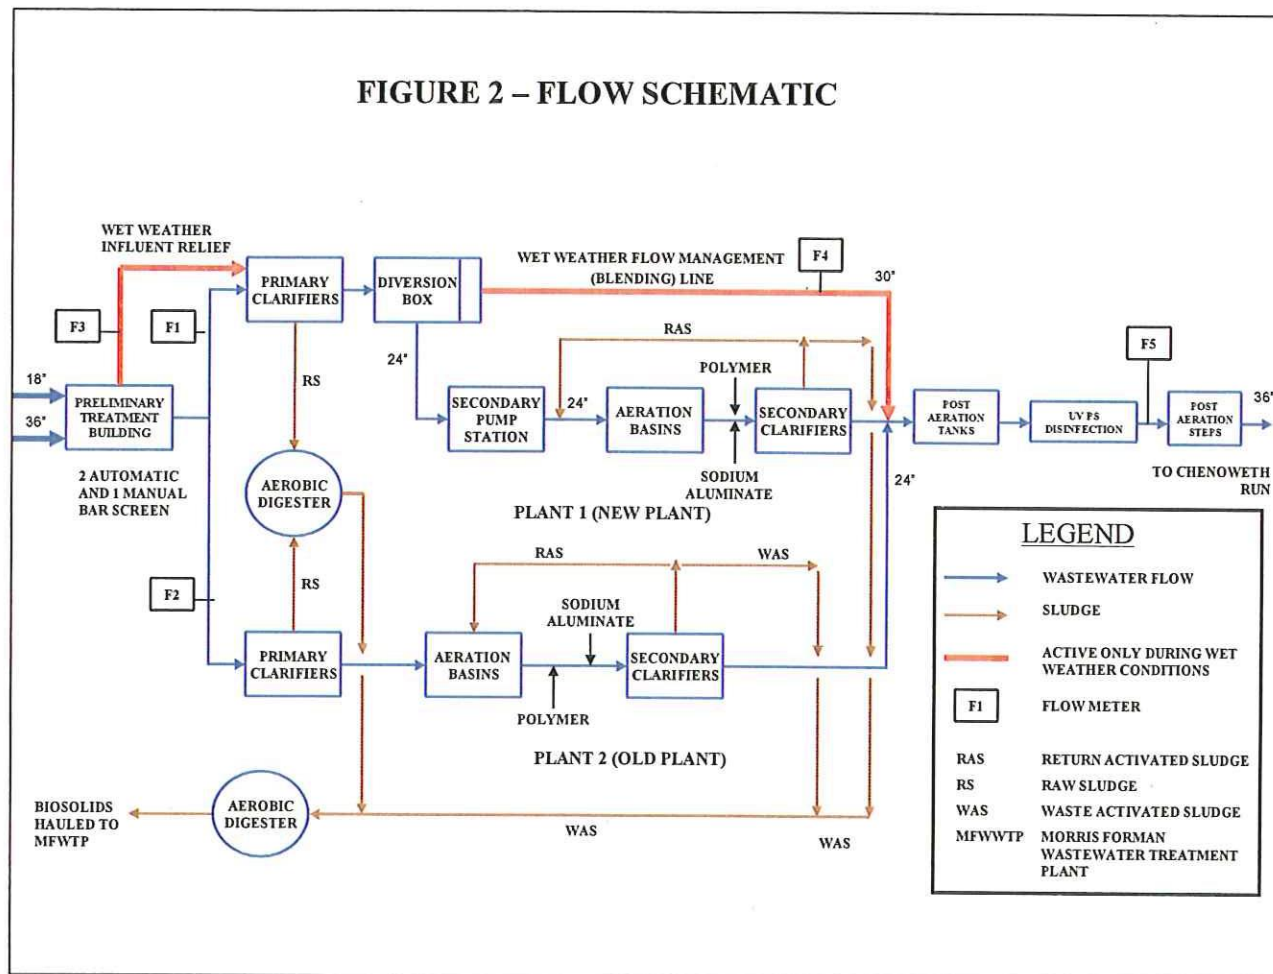 FIGURE 2 – FLOW SCHEMATIC
WET WEATHER
INFLUENT RELIEF
F3
F1
PRIMARY
CLARIFIERS
DIVERSION
BOX
WET WEATHER FLOW MANAGEMENT
(BLENDING) LINE
F4
30"
RAS
24"
RS
18"
36"
PRELIMINARY
TREATMENT
BUILDING
2 AUTOMATIC
AND 1 MANUAL
BAR SCREEN
SECONDARY
PUMP
STATION
24"
AERATION
BASINS
POLYMER
SODIUM
ALUMINATE
SECONDARY
CLARIFIERS
POST
AERATION
TANKS
UV PS
DISINFECTION
F5
POST
AERATION
STEPS
36"
TO CHENOWETH
RUN
24"
AEROBIC
DIGESTER
PLANT 1 (NEW PLANT)
RAS
WAS
RS
F2
PRIMARY
CLARIFIERS
AERATION
BASINS
SODIUM
ALUMINATE
POLYMER
SECONDARY
CLARIFIERS
PLANT 2 (OLD PLANT)
BIOSOLIDS
HAULED TO
MFWTP
AEROBIC
DIGESTER
WAS
WAS
LEGEND
WASTEWATER FLOW
SLUDGE
ACTIVE ONLY DURING WET
WEATHER CONDITIONS
F1 FLOW METER
RAS RETURN ACTIVATED SLUDGE
RS RAW SLUDGE
WAS WASTE ACTIVATED SLUDGE
MFWWTP MORRIS FORMAN
WASTEWATER TREATMENT
PLANT